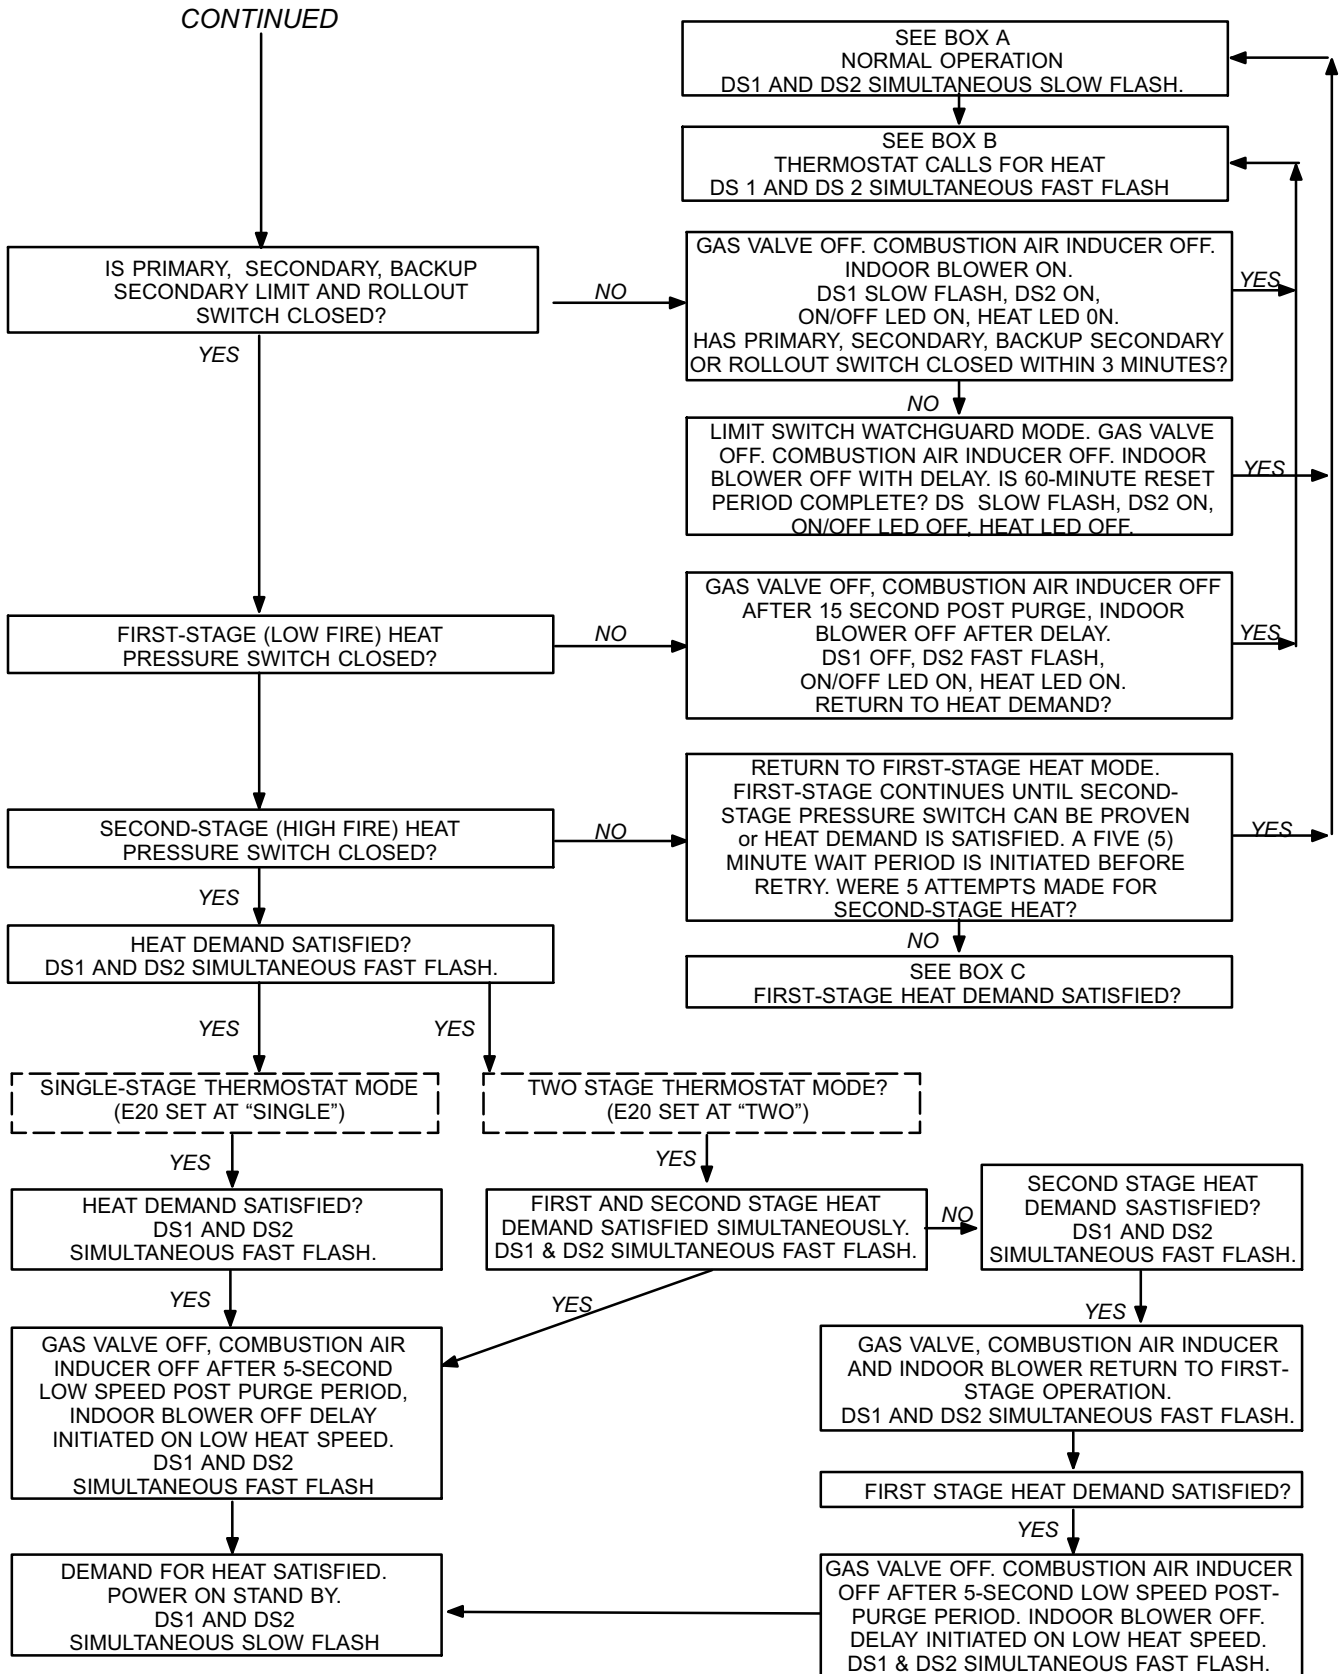 CONTINUED
SEE BOX A
NORMAL OPERATION
DS1 AND DS2 SIMULTANEOUS SLOW FLASH.
SEE BOX B
THERMOSTAT CALLS FOR HEAT
DS 1 AND DS 2 SIMULTANEOUS FAST FLASH
IS PRIMARY, SECONDARY, BACKUP
SECONDARY LIMIT AND ROLLOUT
SWITCH CLOSED?
NO
YES
GAS VALVE OFF. COMBUSTION AIR INDUCER OFF.
INDOOR BLOWER ON.
DS1 SLOW FLASH, DS2 ON,
ON/OFF LED ON, HEAT LED 0N.
HAS PRIMARY, SECONDARY, BACKUP SECONDARY
OR ROLLOUT SWITCH CLOSED WITHIN 3 MINUTES?
YES
NO
LIMIT SWITCH WATCHGUARD MODE. GAS VALVE
OFF. COMBUSTION AIR INDUCER OFF. INDOOR
BLOWER OFF WITH DELAY. IS 60-MINUTE RESET
PERIOD COMPLETE? DS SLOW FLASH, DS2 ON,
ON/OFF LED OFF, HEAT LED OFF.
YES
FIRST-STAGE (LOW FIRE) HEAT
PRESSURE SWITCH CLOSED?
NO
GAS VALVE OFF, COMBUSTION AIR INDUCER OFF
AFTER 15 SECOND POST PURGE, INDOOR
BLOWER OFF AFTER DELAY.
DS1 OFF, DS2 FAST FLASH,
ON/OFF LED ON, HEAT LED ON.
RETURN TO HEAT DEMAND?
YES
SECOND-STAGE (HIGH FIRE) HEAT
PRESSURE SWITCH CLOSED?
NO
YES
RETURN TO FIRST-STAGE HEAT MODE.
FIRST-STAGE CONTINUES UNTIL SECOND-
STAGE PRESSURE SWITCH CAN BE PROVEN
or HEAT DEMAND IS SATISFIED. A FIVE (5)
MINUTE WAIT PERIOD IS INITIATED BEFORE
RETRY. WERE 5 ATTEMPTS MADE FOR
SECOND-STAGE HEAT?
YES
NO
SEE BOX C
FIRST-STAGE HEAT DEMAND SATISFIED?
HEAT DEMAND SATISFIED?
DS1 AND DS2 SIMULTANEOUS FAST FLASH.
YES
YES
SINGLE-STAGE THERMOSTAT MODE
(E20 SET AT “SINGLE”)
TWO STAGE THERMOSTAT MODE?
(E20 SET AT “TWO”)
YES
YES
HEAT DEMAND SATISFIED?
DS1 AND DS2
SIMULTANEOUS FAST FLASH.
FIRST AND SECOND STAGE HEAT
DEMAND SATISFIED SIMULTANEOUSLY.
DS1 & DS2 SIMULTANEOUS FAST FLASH.
NO
SECOND STAGE HEAT
DEMAND SASTISFIED?
DS1 AND DS2
SIMULTANEOUS FAST FLASH.
YES
YES
YES
GAS VALVE OFF, COMBUSTION AIR
INDUCER OFF AFTER 5-SECOND
LOW SPEED POST PURGE PERIOD,
INDOOR BLOWER OFF DELAY
INITIATED ON LOW HEAT SPEED.
DS1 AND DS2
SIMULTANEOUS FAST FLASH
GAS VALVE, COMBUSTION AIR INDUCER
AND INDOOR BLOWER RETURN TO FIRST-
STAGE OPERATION.
DS1 AND DS2 SIMULTANEOUS FAST FLASH.
FIRST STAGE HEAT DEMAND SATISFIED?
YES
DEMAND FOR HEAT SATISFIED.
POWER ON STAND BY.
DS1 AND DS2
SIMULTANEOUS SLOW FLASH
GAS VALVE OFF. COMBUSTION AIR INDUCER
OFF AFTER 5-SECOND LOW SPEED POST-
PURGE PERIOD. INDOOR BLOWER OFF.
DELAY INITIATED ON LOW HEAT SPEED.
DS1 & DS2 SIMULTANEOUS FAST FLASH.